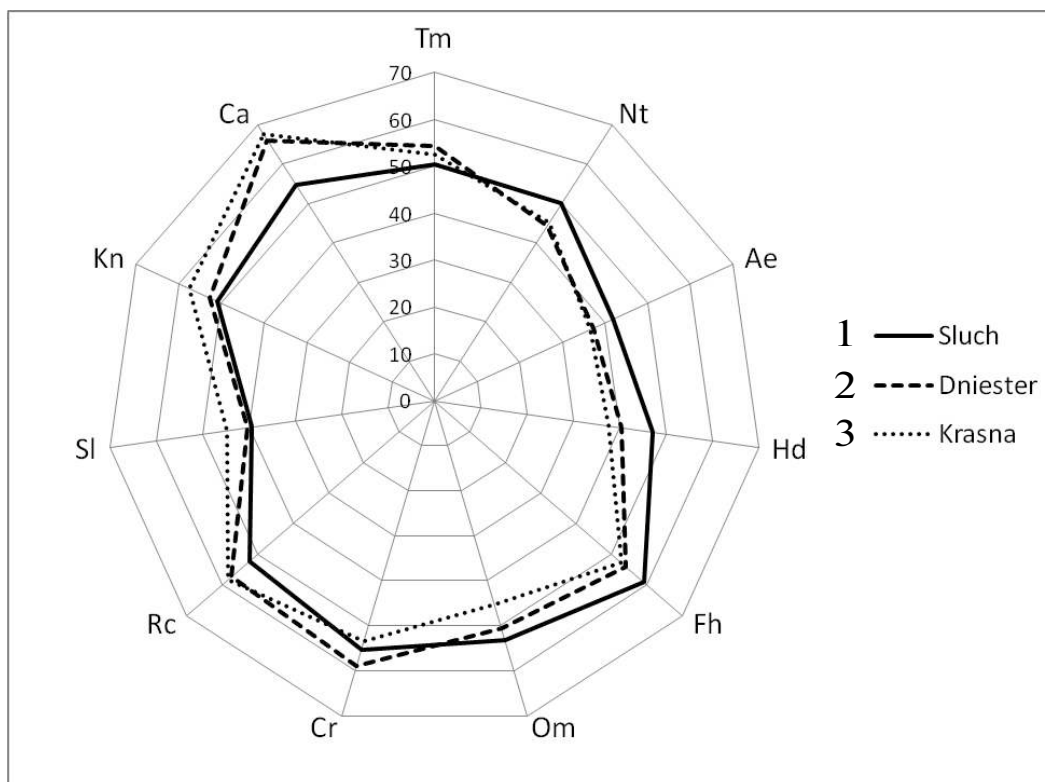 Tm
70
60
50
40
30
20
10
0
Nt
Ae
Hd
Fh
Om
Cr
Rc
Sl
Kn
Ca
1 Sluch
2 Dniester
3 Krasna